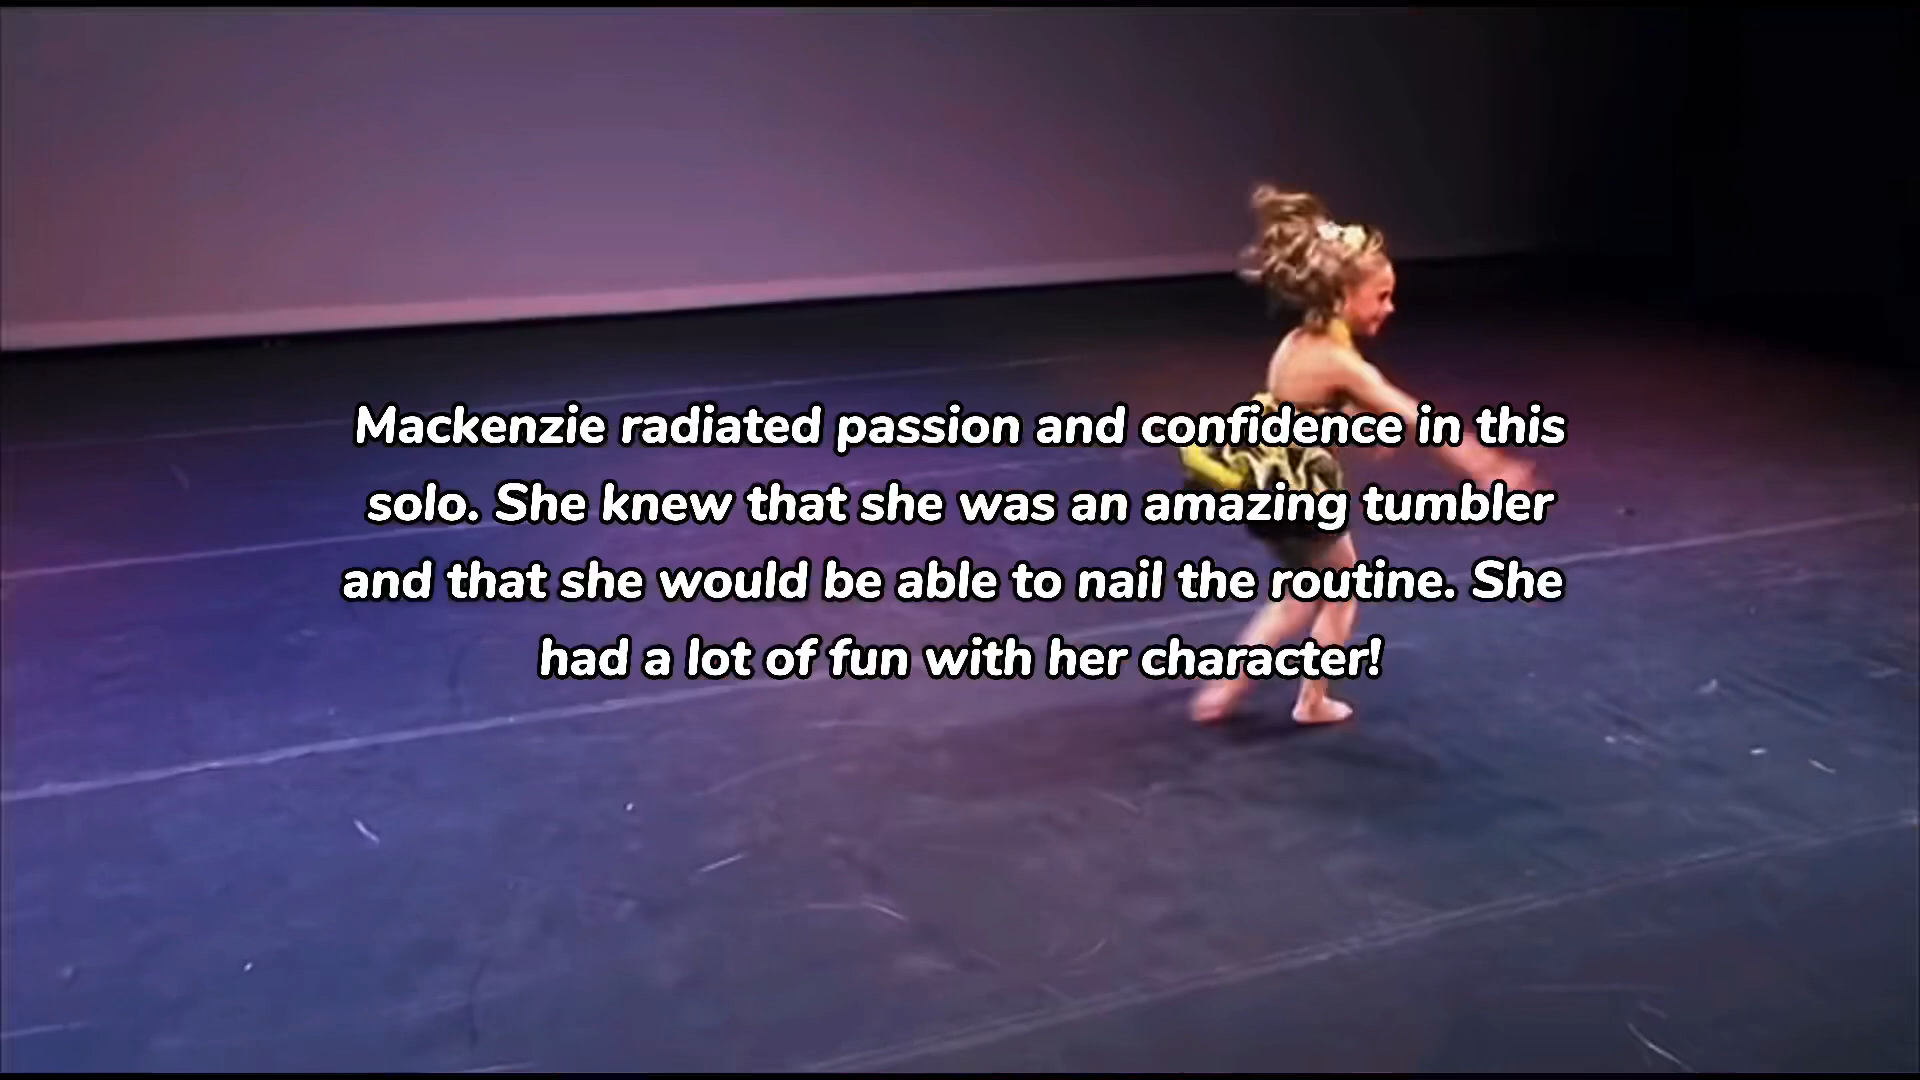 Mackenzie radiated passion and confidence in this
solo. She knew that she was an amazing tumbler
and that she would be able to nail the routine. She
had a lot of fun with her character!